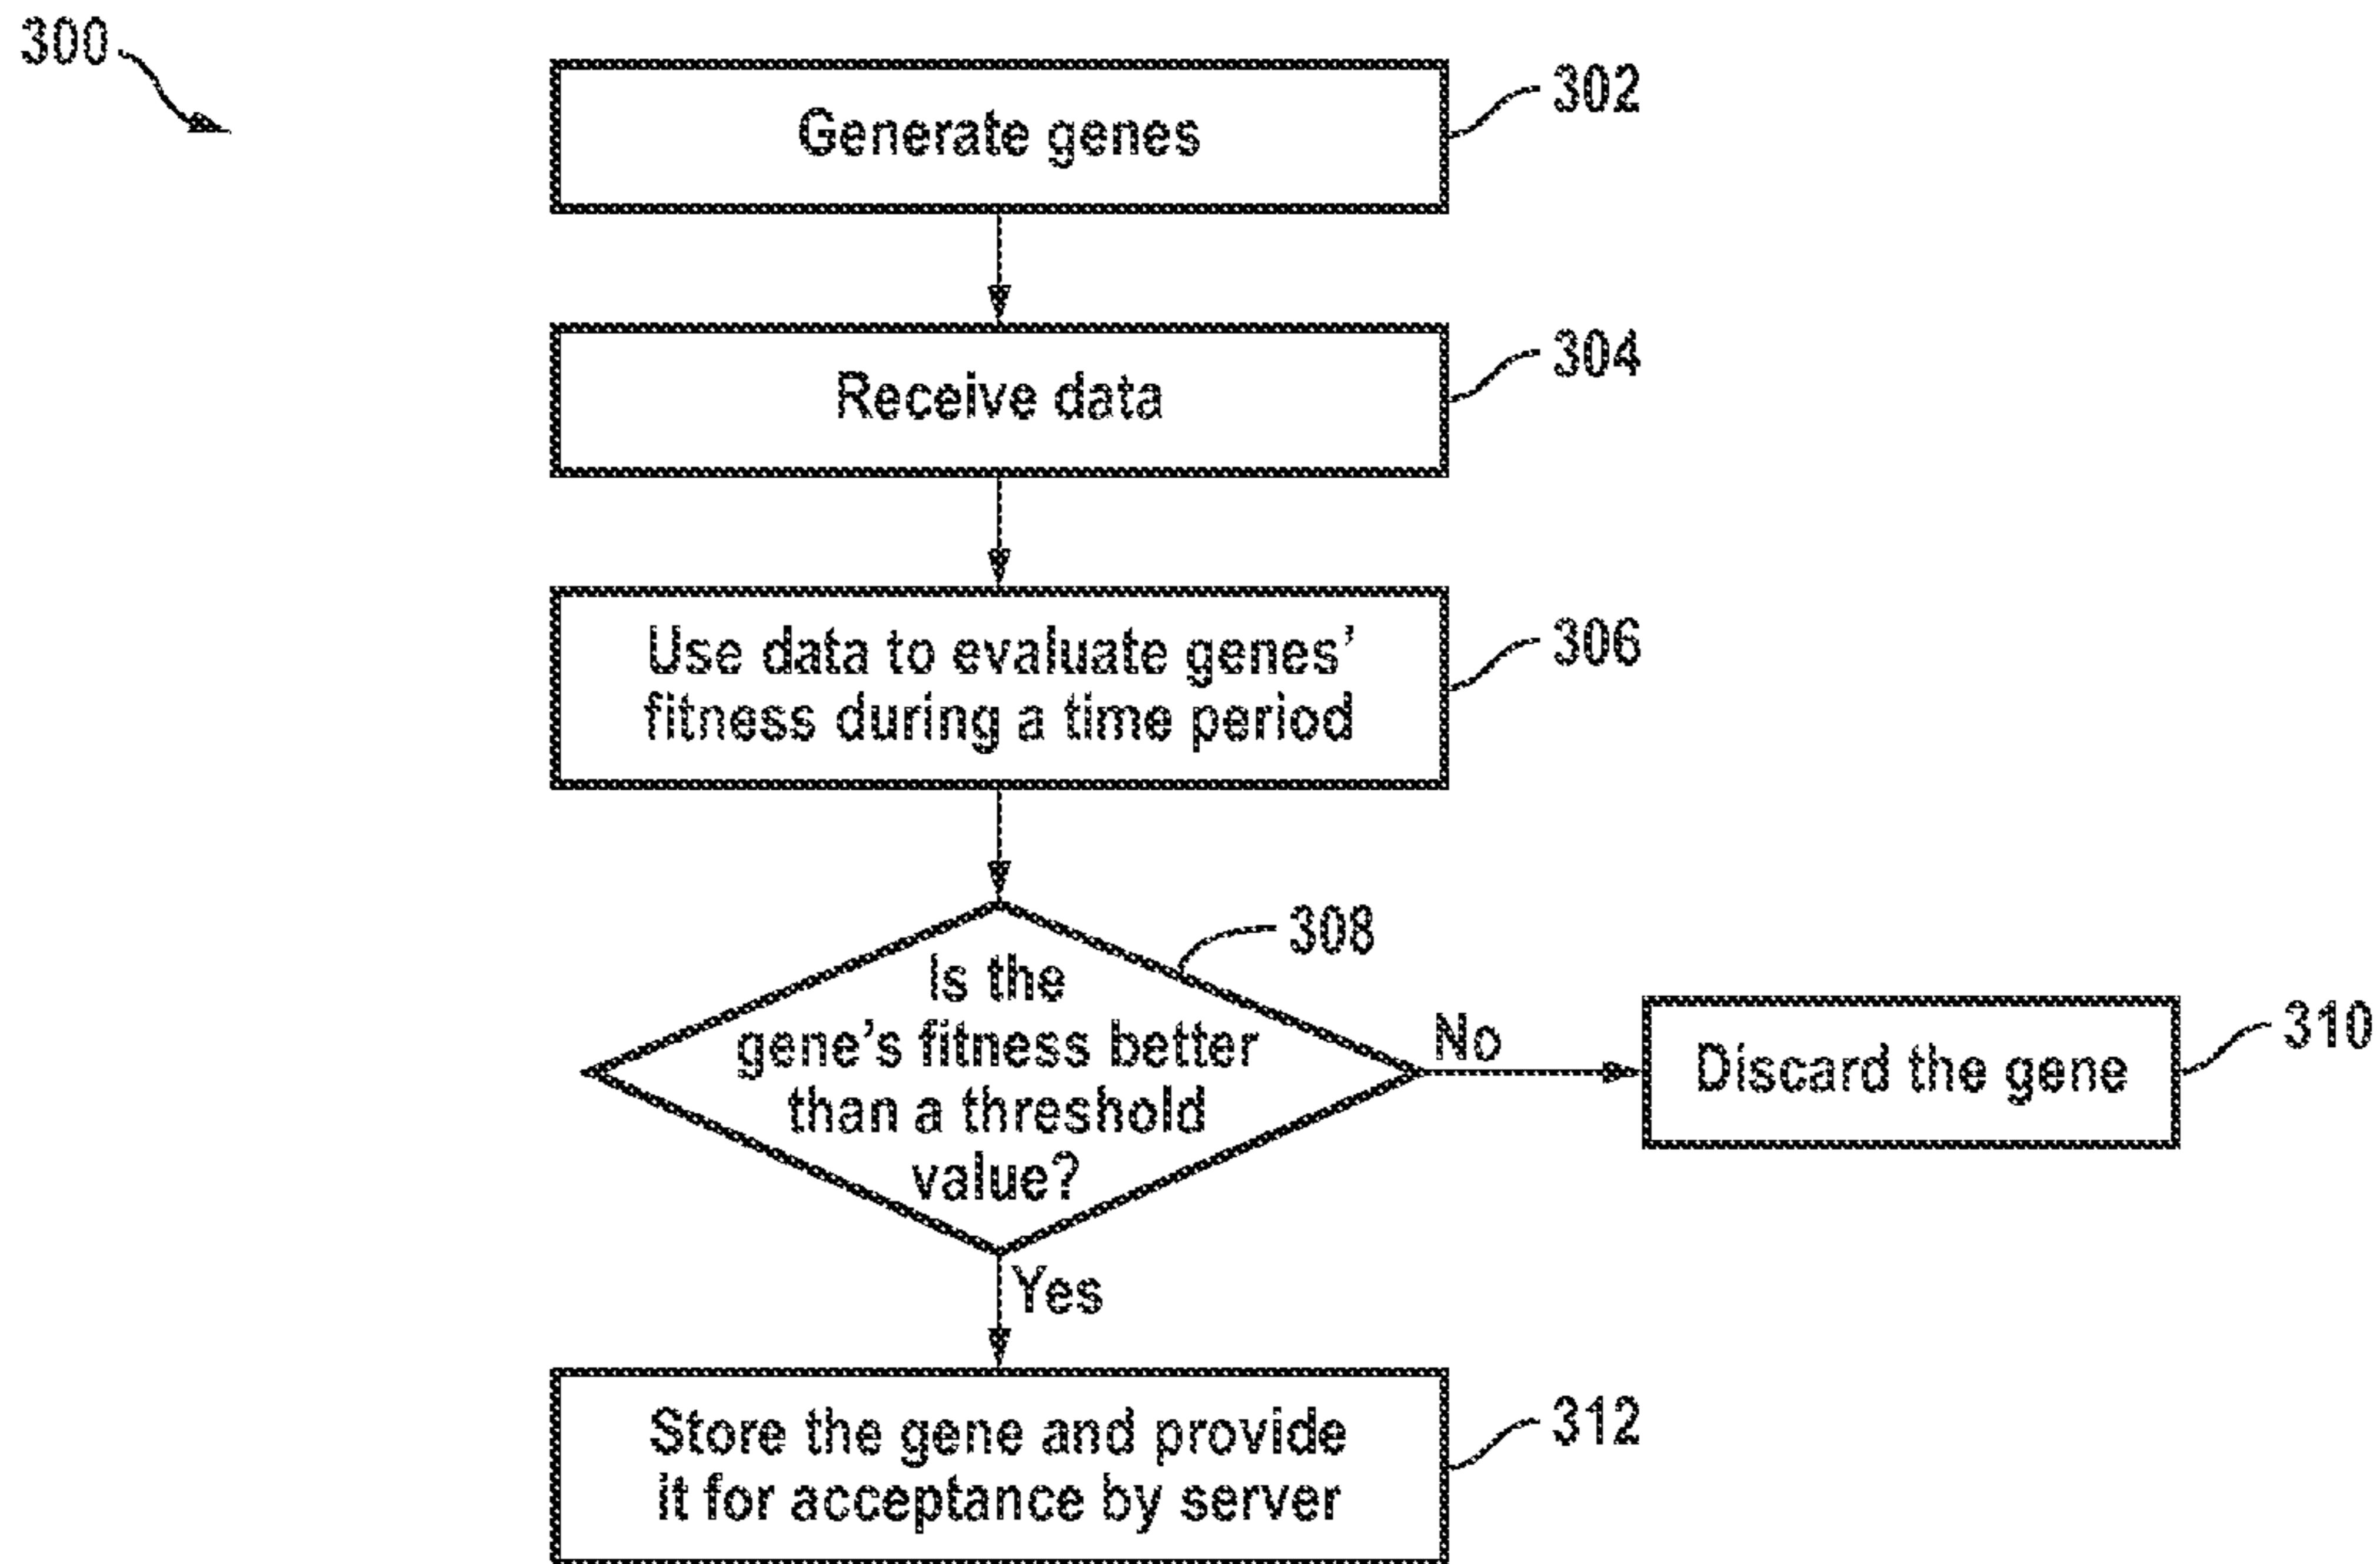 300
Generate genes
302
Receive data
304
Use data to evaluate genes’
fitness during a time period
306
308
Is the
gene’s fitness better
than a threshold
value?
No
Discard the gene
310
Yes
Store the gene and provide
it for acceptance by server
312